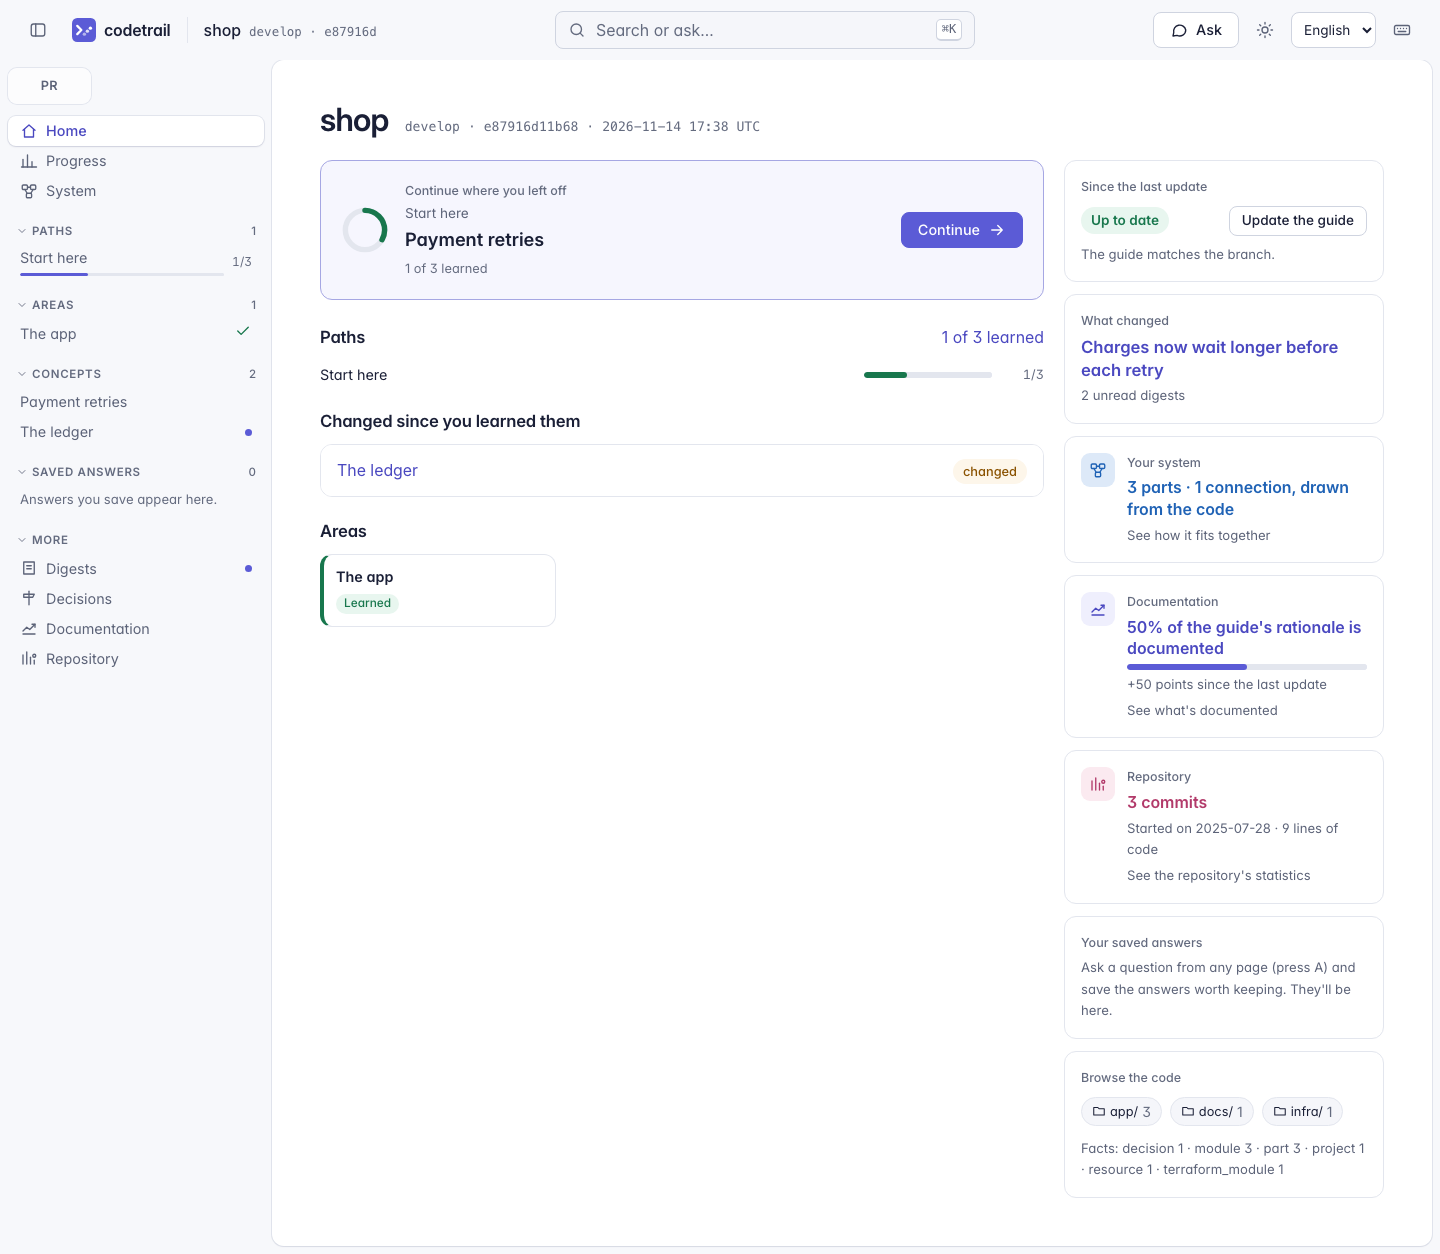 codetrail
shop develop · e87916d
Search or ask...
⌘K
Ask
English
PR
Home
Progress
System
PATHS 1
Start here 1/3
AREAS 1
The app
CONCEPTS 2
Payment retries
The ledger
SAVED ANSWERS 0
Answers you save appear here.
MORE
Digests
Decisions
Documentation
Repository
shop develop · e87916d11b68 · 2026-11-14 17:38 UTC
Continue where you left off
Start here
Payment retries
1 of 3 learned
Continue →
Paths 1 of 3 learned
Start here 1/3
Changed since you learned them
The ledger changed
Areas
The app
Learned
Since the last update
Up to date Update the guide
The guide matches the branch.
What changed
Charges now wait longer before
each retry
2 unread digests
Your system
3 parts · 1 connection, drawn
from the code
See how it fits together
Documentation
50% of the guide's rationale is
documented
+50 points since the last update
See what's documented
Repository
3 commits
Started on 2025-07-28 · 9 lines of
code
See the repository's statistics
Your saved answers
Ask a question from any page (press A) and
save the answers worth keeping. They'll be
here.
Browse the code
app/ 3 docs/ 1 infra/ 1
Facts: decision 1 · module 3 · part 3 · project 1
· resource 1 · terraform_module 1